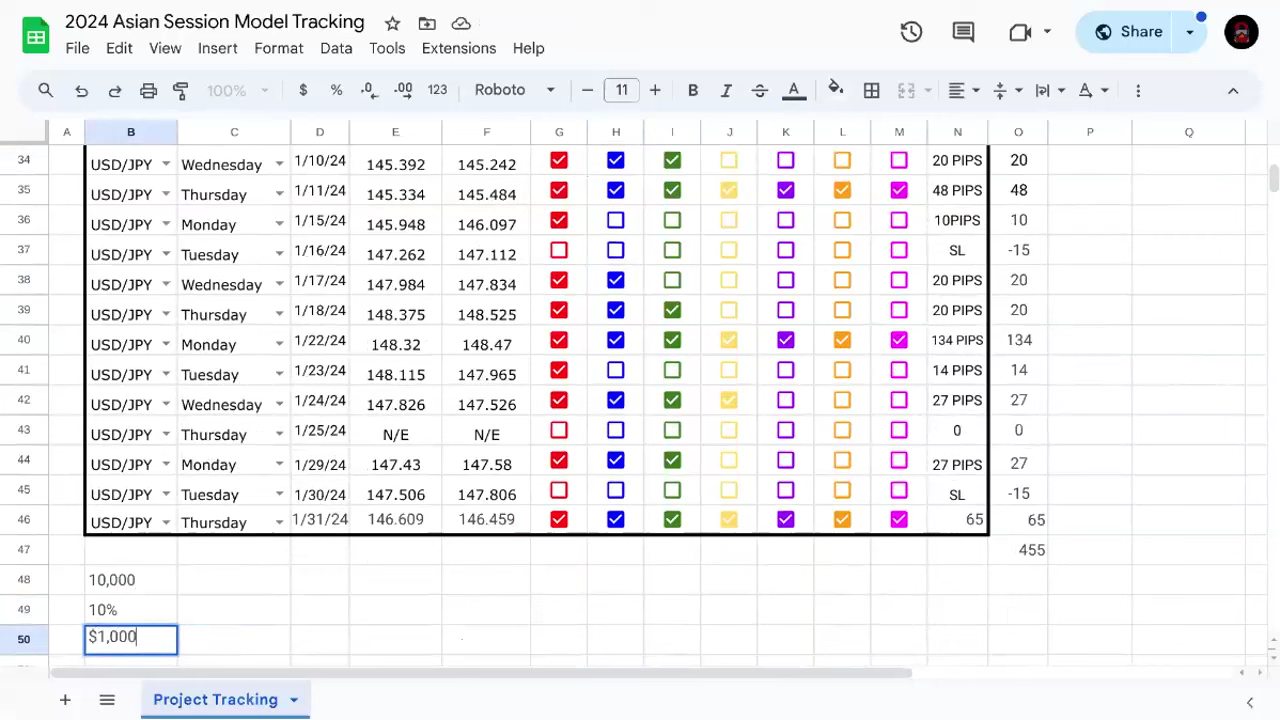 2024 Asian Session Model Tracking
File Edit View Insert Format Data Tools Extensions Help
Share
100% $ % .0 .00 123 Roboto 11 B I S A
A B C D E F G H I J K L M N O P Q
34 USD/JPY Wednesday 1/10/24 145.392 145.242 20 PIPS 20
35 USD/JPY Thursday 1/11/24 145.334 145.484 48 PIPS 48
36 USD/JPY Monday 1/15/24 145.948 146.097 10PIPS 10
37 USD/JPY Tuesday 1/16/24 147.262 147.112 SL -15
38 USD/JPY Wednesday 1/17/24 147.984 147.834 20 PIPS 20
39 USD/JPY Thursday 1/18/24 148.375 148.525 20 PIPS 20
40 USD/JPY Monday 1/22/24 148.32 148.47 134 PIPS 134
41 USD/JPY Tuesday 1/23/24 148.115 147.965 14 PIPS 14
42 USD/JPY Wednesday 1/24/24 147.826 147.526 27 PIPS 27
43 USD/JPY Thursday 1/25/24 N/E N/E 0 0
44 USD/JPY Monday 1/29/24 147.43 147.58 27 PIPS 27
45 USD/JPY Tuesday 1/30/24 147.506 147.806 SL -15
46 USD/JPY Thursday 1/31/24 146.609 146.459 65 65
47 455
48 10,000
49 10%
50 $1,000
Project Tracking